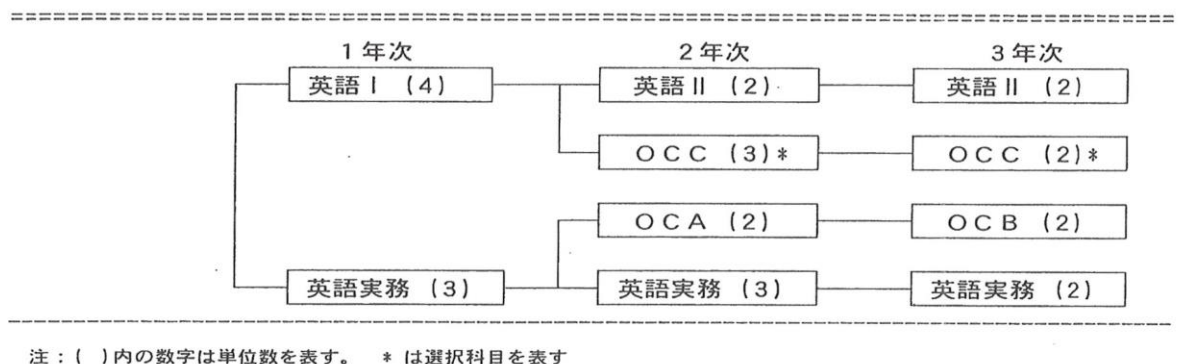 1年次 2年次 3年次
英語Ⅰ (4) 英語Ⅱ (2) 英語Ⅱ (2)
OCC (3)* OCC (2)*
OCA (2) OCB (2)
英語実務 (3) 英語実務 (3) 英語実務 (2)
注：( )内の数字は単位数を表す。 * は選択科目を表す